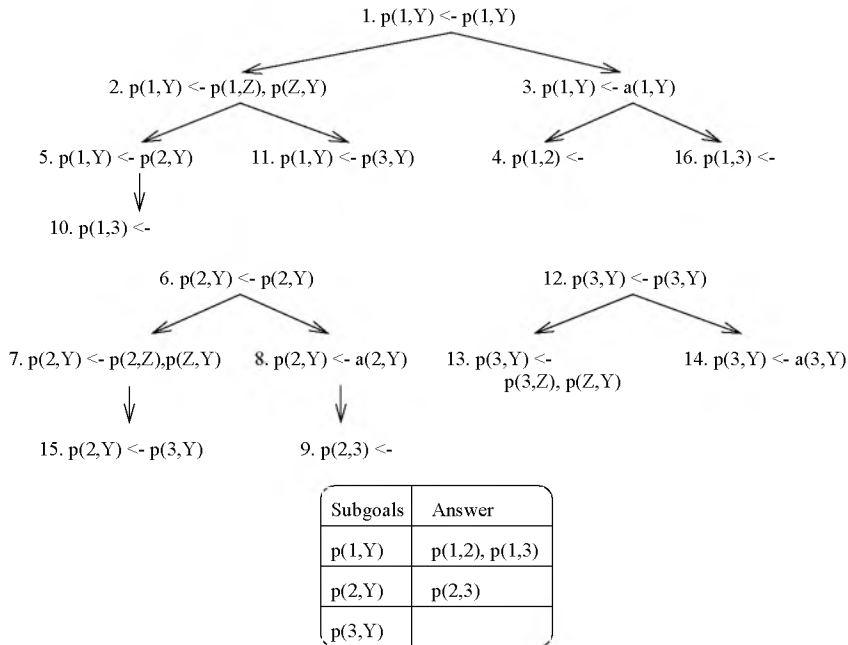 1. p(1,Y) <- p(1,Y)
2. p(1,Y) <- p(1,Z), p(Z,Y)
3. p(1,Y) <- a(1,Y)
5. p(1,Y) <- p(2,Y)
11. p(1,Y) <- p(3,Y)
4. p(1,2) <-
16. p(1,3) <-
10. p(1,3) <-
6. p(2,Y) <- p(2,Y)
12. p(3,Y) <- p(3,Y)
7. p(2,Y) <- p(2,Z),p(Z,Y)
8. p(2,Y) <- a(2,Y)
13. p(3,Y) <-
p(3,Z), p(Z,Y)
14. p(3,Y) <- a(3,Y)
15. p(2,Y) <- p(3,Y)
9. p(2,3) <-
Subgoals Answer
p(1,Y) p(1,2), p(1,3)
p(2,Y) p(2,3)
p(3,Y)